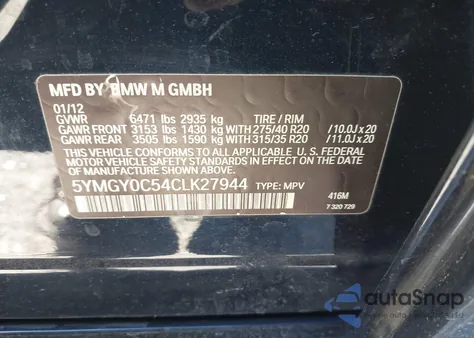 MFD BY BMW M GMBH
01/12
GVWR 6471 lbs 2935 kg TIRE / RIM
GAWR FRONT 3153 lbs 1430 kg WITH 275/40 R20 /10.0J x 20
GAWR REAR 3505 lbs 1590 kg WITH 315/35 R20 /11.0J x 20
THIS VEHICLE CONFORMS TO ALL APPLICABLE U.S. FEDERAL
MOTOR VEHICLE SAFETY STANDARDS IN EFFECT ON THE
DATE OF MANUFACTURE SHOWN ABOVE.
5YMGY0C54CLK27944 TYPE: MPV
416M
7 320 729
autoSnap